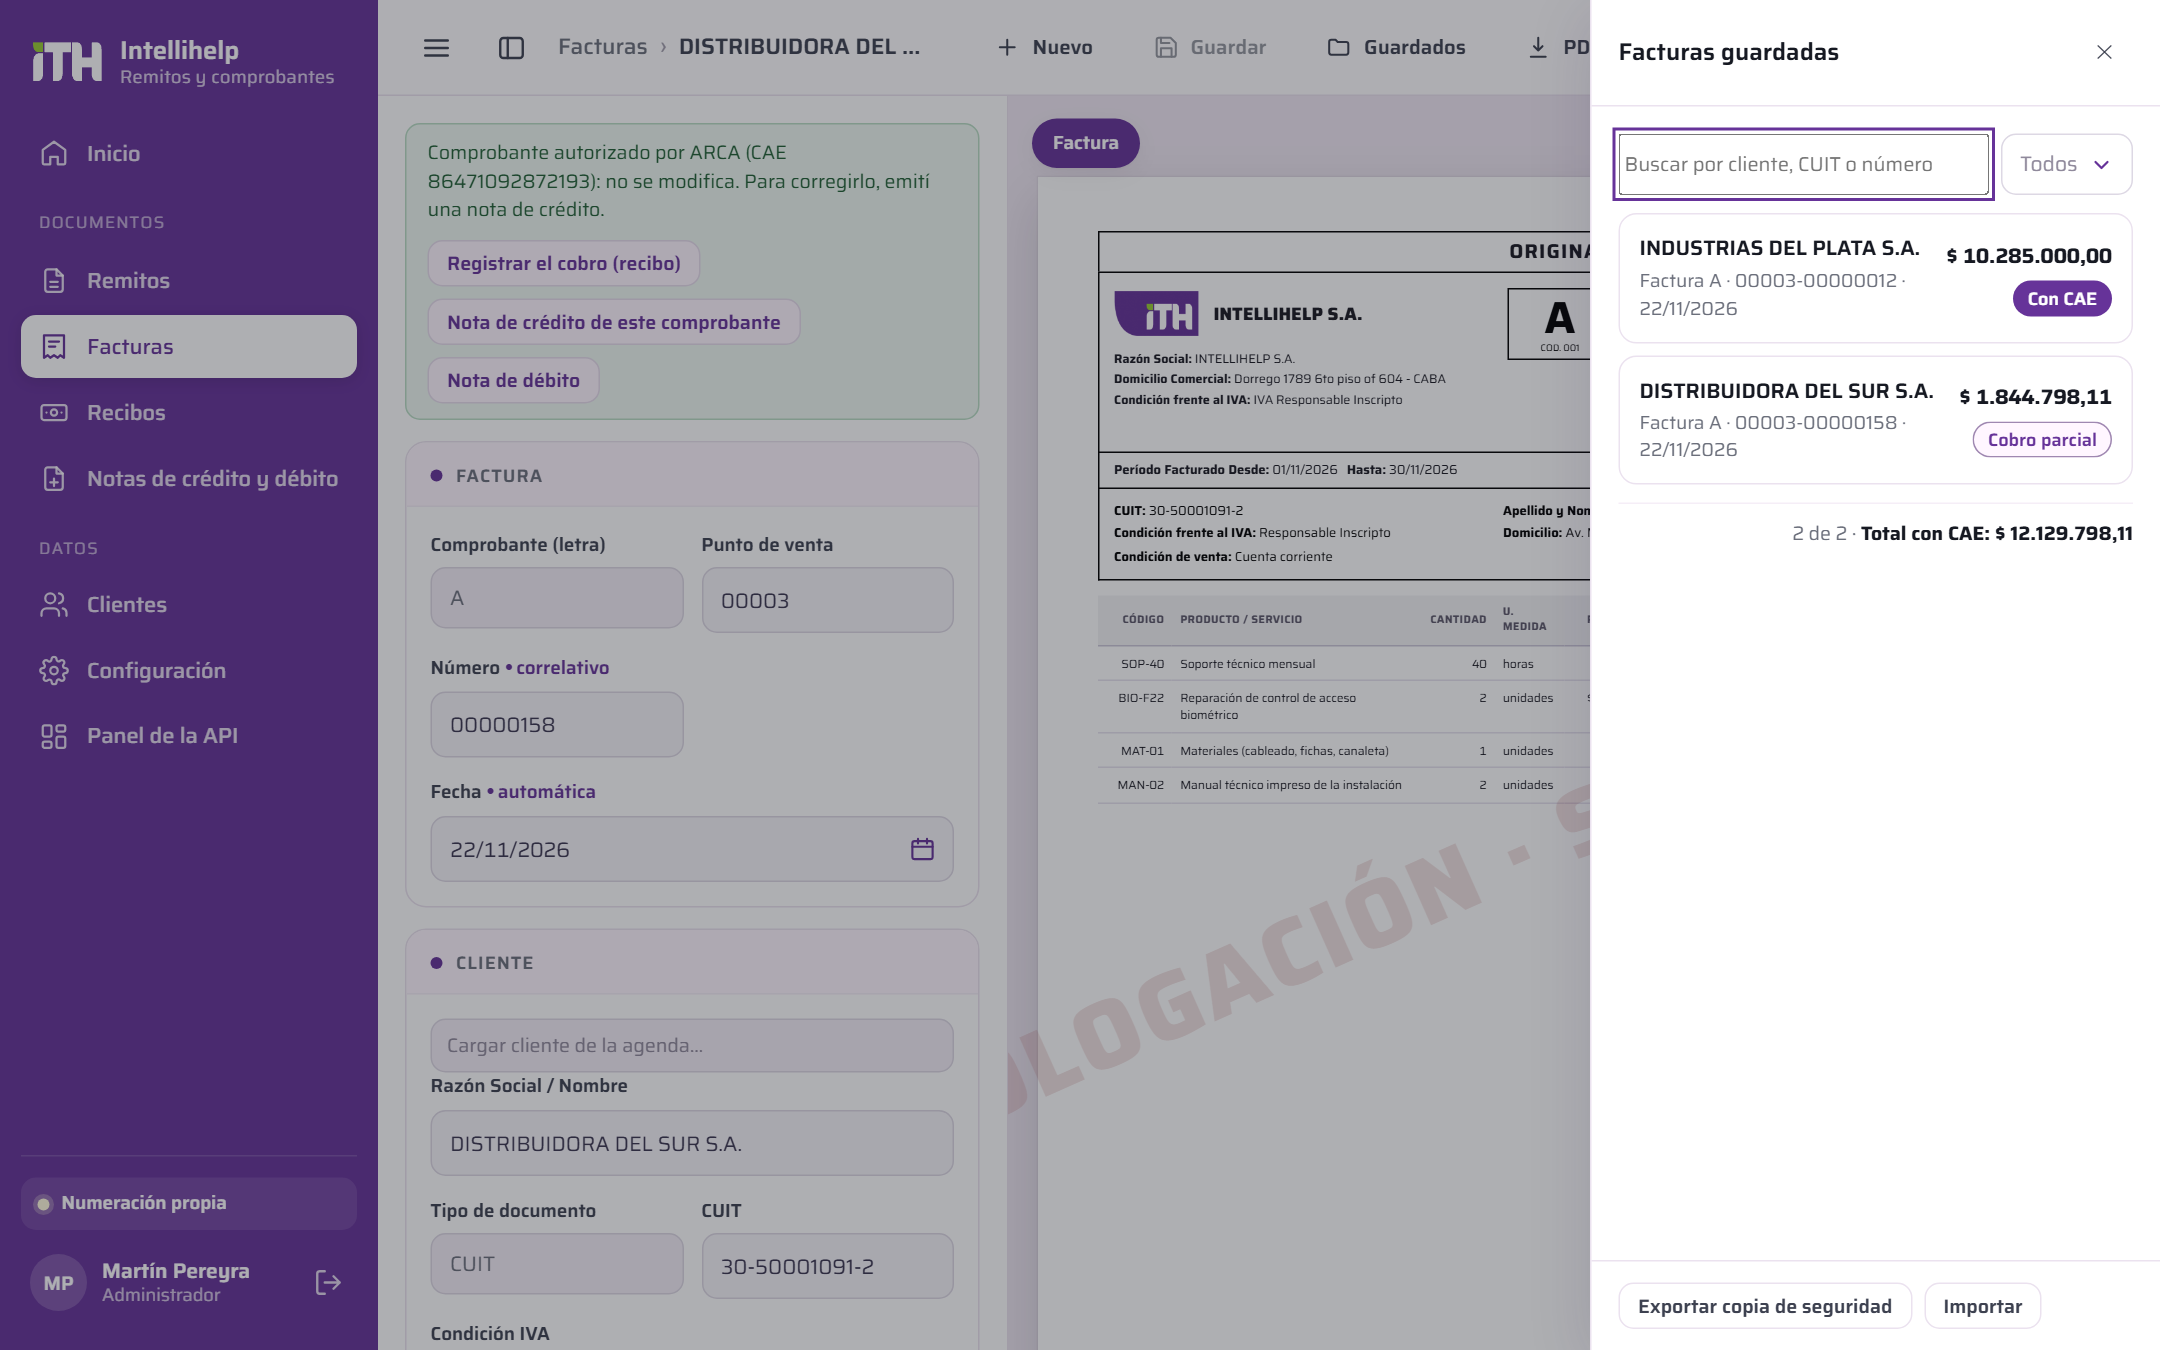 iTH Intellihelp
Remitos y comprobantes
Inicio
DOCUMENTOS
Remitos
Facturas
Recibos
Notas de crédito y débito
DATOS
Clientes
Configuración
Panel de la API
Numeración propia
MP Martín Pereyra
Administrador
Facturas › DISTRIBUIDORA DEL ...
Nuevo
Guardar
Guardados
PD
Comprobante autorizado por ARCA (CAE
86471092872193): no se modifica. Para corregirlo, emití
una nota de crédito.
Registrar el cobro (recibo)
Nota de crédito de este comprobante
Nota de débito
FACTURA
Comprobante (letra) Punto de venta
A 00003
Número • correlativo
00000158
Fecha • automática
22/11/2026
CLIENTE
Cargar cliente de la agenda...
Razón Social / Nombre
DISTRIBUIDORA DEL SUR S.A.
Tipo de documento CUIT
CUIT 30-50001091-2
Condición IVA
Factura
ORIGINA
iTH INTELLIHELP S.A.
A
COD. 001
Razón Social: INTELLIHELP S.A.
Domicilio Comercial: Dorrego 1789 6to piso of 604 - CABA
Condición frente al IVA: IVA Responsable Inscripto
Período Facturado Desde: 01/11/2026 Hasta: 30/11/2026
CUIT: 30-50001091-2 Apellido y Non
Condición frente al IVA: Responsable Inscripto Domicilio: Av.
Condición de venta: Cuenta corriente
CÓDIGO PRODUCTO / SERVICIO CANTIDAD U. MEDIDA
SOP-40 Soporte técnico mensual 40 horas
BIO-F22 Reparación de control de acceso biométrico 2 unidades
MAT-01 Materiales (cableado, fichas, canaleta) 1 unidades
MAN-02 Manual técnico impreso de la instalación 2 unidades
OLOGACIÓN · S
Facturas guardadas
Buscar por cliente, CUIT o número
Todos
INDUSTRIAS DEL PLATA S.A. $ 10.285.000,00
Factura A · 00003-00000012 ·
22/11/2026
Con CAE
DISTRIBUIDORA DEL SUR S.A. $ 1.844.798,11
Factura A · 00003-00000158 ·
22/11/2026
Cobro parcial
2 de 2 · Total con CAE: $ 12.129.798,11
Exportar copia de seguridad
Importar